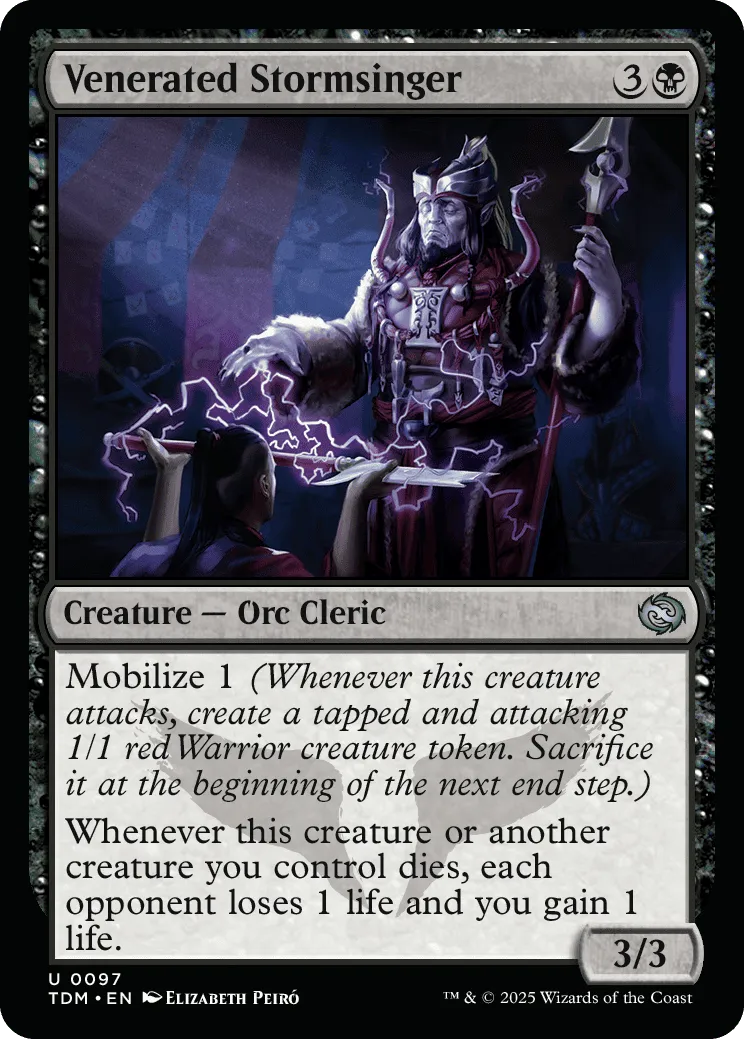 Venerated Stormsinger 3
Creature — Orc Cleric
Mobilize 1 (Whenever this creature
attacks, create a tapped and attacking
1/1 red Warrior creature token. Sacrifice
it at the beginning of the next end step.)
Whenever this creature or another
creature you control dies, each
opponent loses 1 life and you gain 1
life.
3/3
U 0097
TDM • EN Elizabeth Peiró
™ & © 2025 Wizards of the Coast